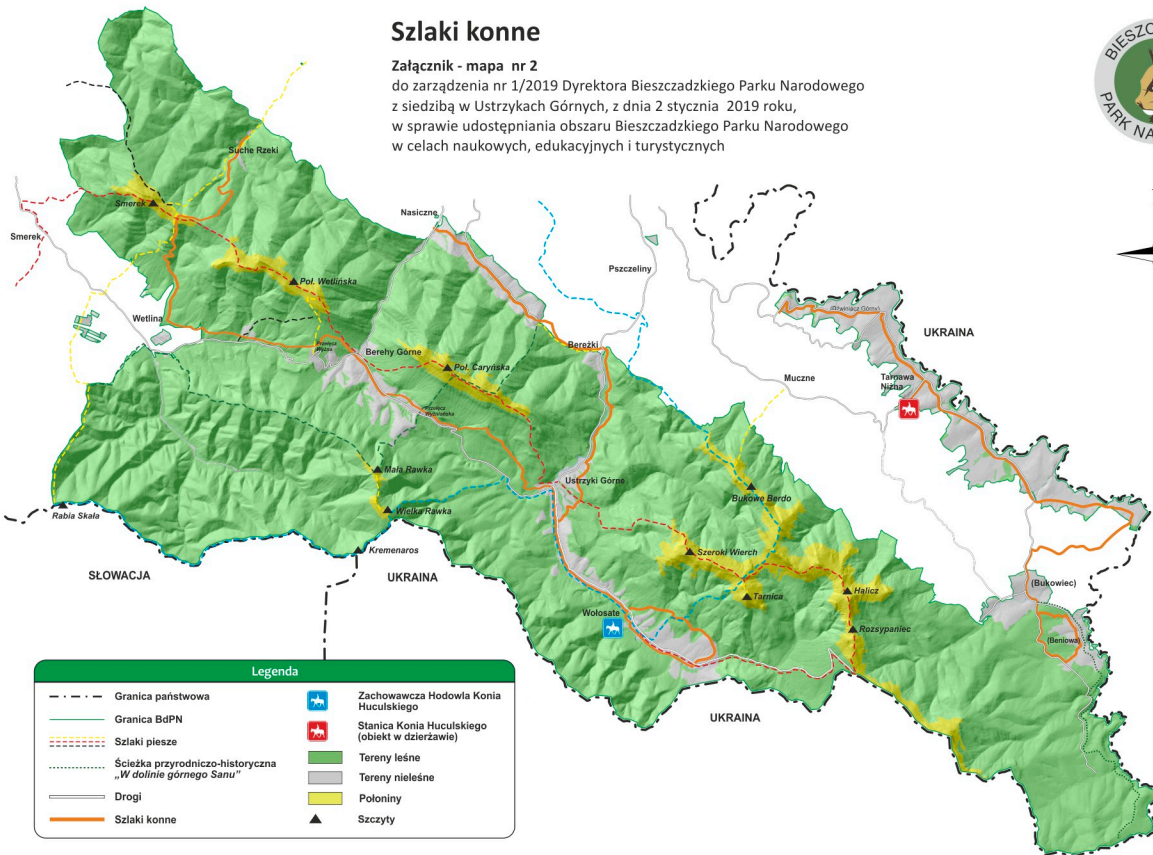 Szlaki konne
Załącznik - mapa nr 2
do zarządzenia nr 1/2019 Dyrektora Bieszczadzkiego Parku Narodowego
z siedzibą w Ustrzykach Górnych, z dnia 2 stycznia 2019 roku,
w sprawie udostępniania obszaru Bieszczadzkiego Parku Narodowego
w celach naukowych, edukacyjnych i turystycznych
Suche Rzeki
Smerek
Smerek
Nasiczne
Pszczeliny
Poł. Wetlińska
Wetlina
Przełęcz
Wyżna
Berehy Górne
Bereżki
UKRAINA
Poł. Caryńska
Muczne
Tarnawa
Niżna
Przełęcz
Wyżniańska
Mała Rawka
Ustrzyki Górne
Bukowe Berdo
Wielka Rawka
Rabia Skała
Kremenaros
Szeroki Wierch
SŁOWACJA
UKRAINA
(Bukowiec)
Halicz
Tarnica
Wołosate
Rozsypaniec
(Beniowa)
UKRAINA
Legenda
Granica państwowa
Granica BdPN
Szlaki piesze
Ścieżka przyrodniczo-historyczna
„W dolinie górnego Sanu"
Drogi
Szlaki konne
Zachowawcza Hodowla Konia
Huculskiego
Stanica Konia Huculskiego
(obiekt w dzierżawie)
Tereny leśne
Tereny nieleśne
Połoniny
Szczyty